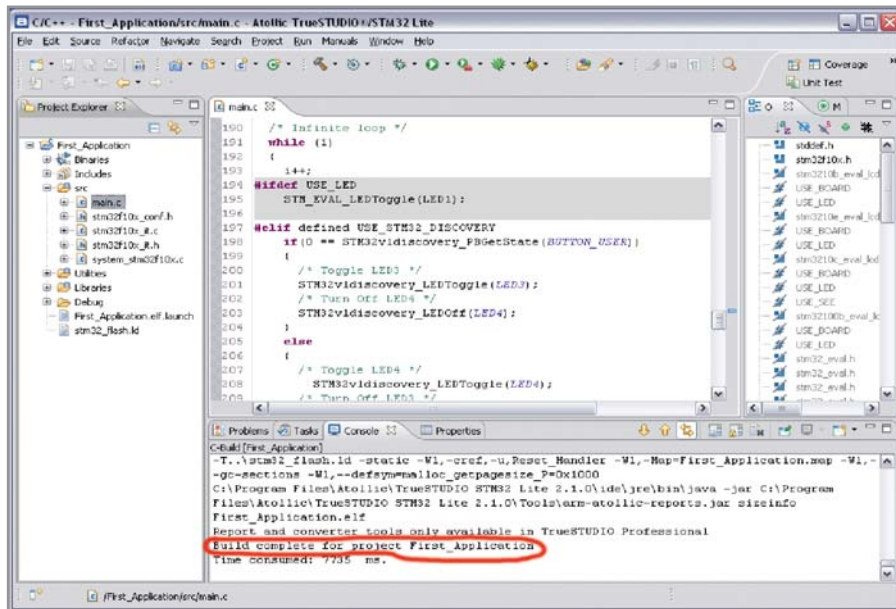 C/C++ - First_Application/src/main.c - Atollic TrueSTUDIO®/STM32 Lite
File Edit Source Refactor Navigate Search Project Run Manuals Window Help
Coverage
Unit Test
Project Explorer
First_Application
Binaries
Includes
src
main.c
stm32f10x_conf.h
stm32f10x_it.c
stm32f10x_it.h
system_stm32f10x.c
Utilities
Libraries
Debug
First_Application.elf.launch
stm32_flash.ld
main.c
190 /* Infinite loop */
191 while (1)
192 {
193 i++;
194 #ifdef USE_LED
195 STM_EVAL_LEDToggle(LED1);
196
197 #elif defined USE_STM32_DISCOVERY
198 if(0 == STM32vldiscovery_PBGetState(BUTTON_USER))
199 {
200 /* Toggle LED3 */
201 STM32vldiscovery_LEDToggle(LED3);
202 /* Turn Off LED4 */
203 STM32vldiscovery_LEDOff(LED4);
204 }
205 else
206 {
207 /* Toggle LED4 */
208 STM32vldiscovery_LEDToggle(LED4);
209 /* Turn Off LED3 */
O
M
stddef.h
stm32f10x.h
stm3210b_eval_lcd
USE_BOARD
USE_LED
stm3210e_eval_lcd
USE_BOARD
USE_LED
stm3210c_eval_lcd
USE_BOARD
USE_LED
USE_SEE
stm32100b_eval_lc
USE_BOARD
USE_LED
stm32_eval.h
stm32_eval.h
stm32_eval.h
Problems Tasks Console Properties
C-Build [First_Application]
-T..\stm32_flash.ld -static -Wl,-cref,-u,Reset_Handler -Wl,-Map=First_Application.map -Wl,-
-gc-sections -Wl,--defsym=malloc_getpagesize_P=0x1000
C:\Program Files\Atollic\TrueSTUDIO STM32 Lite 2.1.0\ide\jre\bin\java -jar C:\Program
Files\Atollic\TrueSTUDIO STM32 Lite 2.1.0\Tools\arm-atollic-reports.jar sizeinfo
First_Application.elf
Report and converter tools only available in TrueSTUDIO Professional
Build complete for project First_Application
Time consumed: 7735 ms.
/First_Application/src/main.c